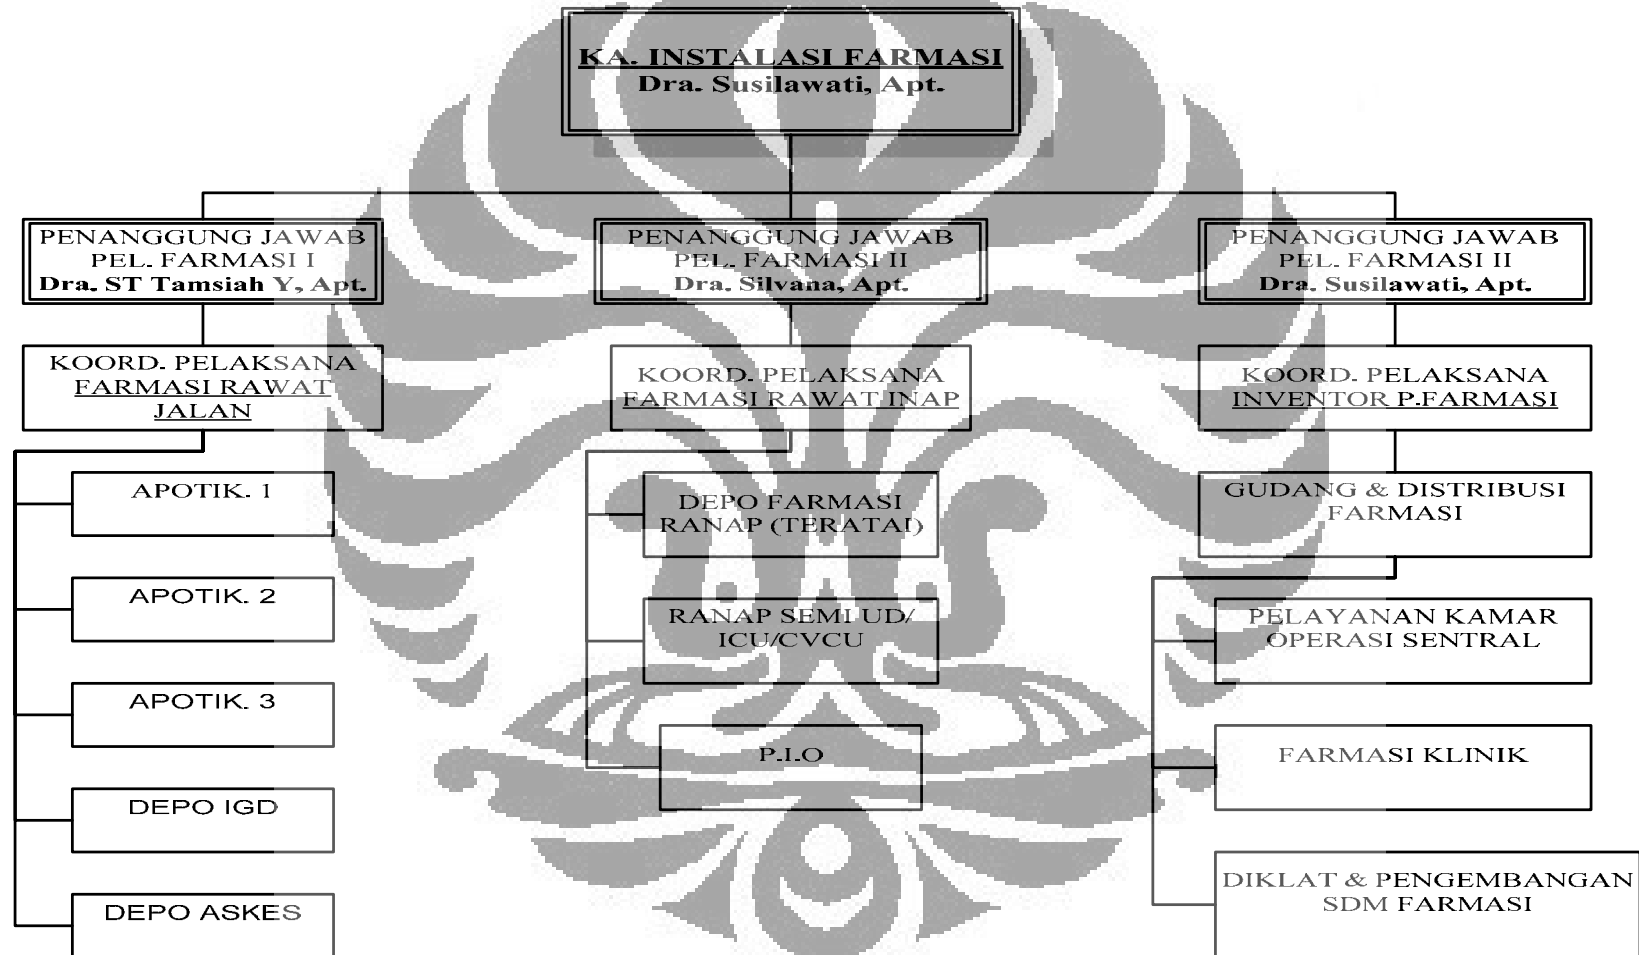 KA. INSTALASI FARMASI
Dra. Susilawati, Apt.
PENANGGUNG JAWAB
PEL. FARMASI I
Dra. ST Tamsiah Y, Apt.
PENANGGUNG JAWAB
PEL. FARMASI II
Dra. Silvana, Apt.
PENANGGUNG JAWAB
PEL. FARMASI II
Dra. Susilawati, Apt.
KOORD. PELAKSANA
FARMASI RAWAT
JALAN
KOORD. PELAKSANA
FARMASI RAWAT INAP
KOORD. PELAKSANA
INVENTOR P.FARMASI
APOTIK. 1
APOTIK. 2
APOTIK. 3
DEPO IGD
DEPO ASKES
DEPO FARMASI
RANAP (TERATAI)
RANAP SEMI UD/
ICU/CVCU
P.I.O
GUDANG & DISTRIBUSI
FARMASI
PELAYANAN KAMAR
OPERASI SENTRAL
FARMASI KLINIK
DIKLAT & PENGEMBANGAN
SDM FARMASI